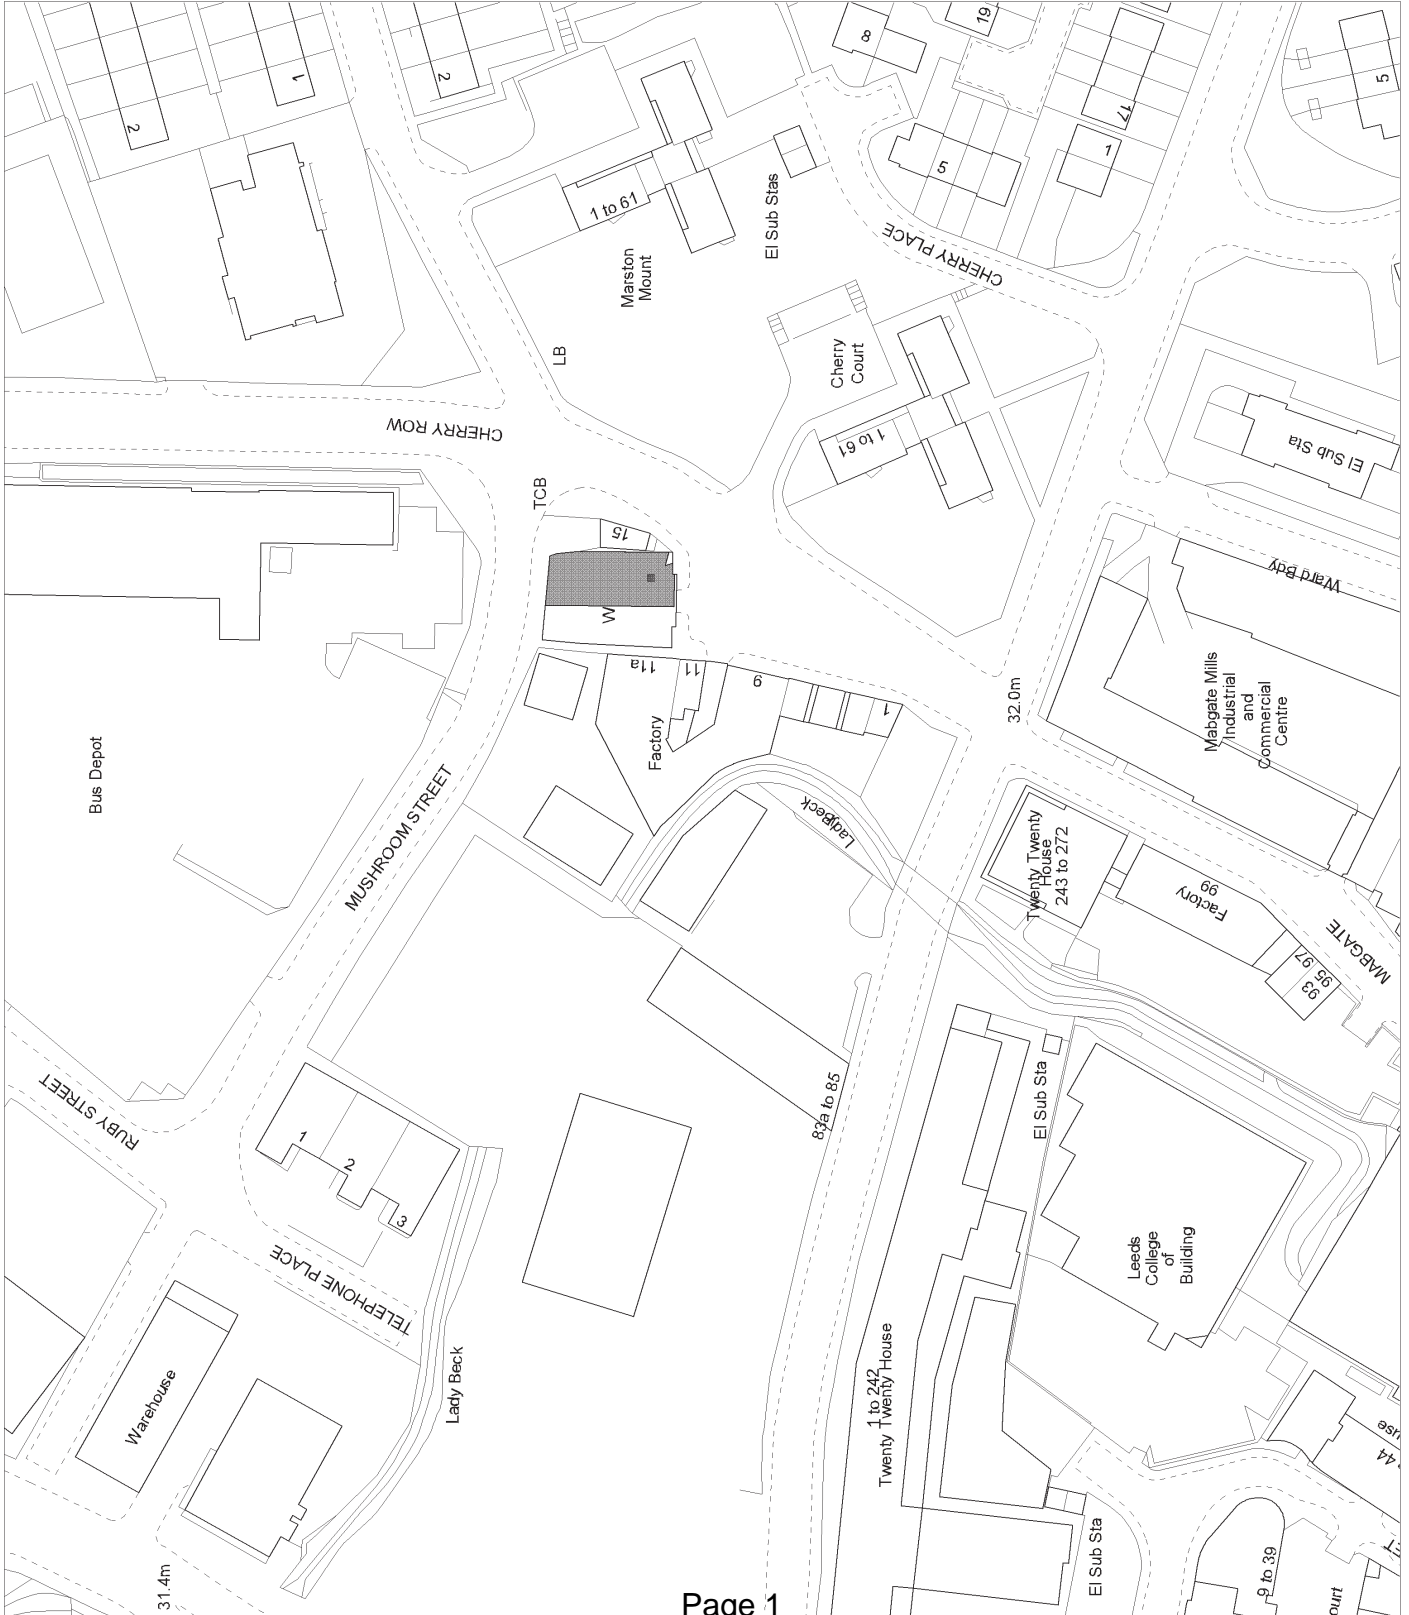 2
1
2
8
19
17
5
1 to 61
Marston
Mount
El Sub Stas
5
1
CHERRY PLACE
LB
Cherry
Court
1 to 61
CHERRY ROW
El Sub Sta
TCB
15
W
Ward Bdy
11a
11
9
1
Factory
32.0m
Mabgate Mills
Industrial
and
Commercial
Centre
Bus Depot
MUSHROOM STREET
LadyBeck
Twenty Twenty
House
243 to 272
Factory
99
97
95
93
MABGATE
RUBY STREET
1
2
3
83a to 85
El Sub Sta
TELEPHONE PLACE
Leeds
College
of
Building
Warehouse
Lady Beck
1 to 242
Twenty Twenty House
use
44
31.4m
El Sub Sta
9 to 39
ourt
ET
Page 1